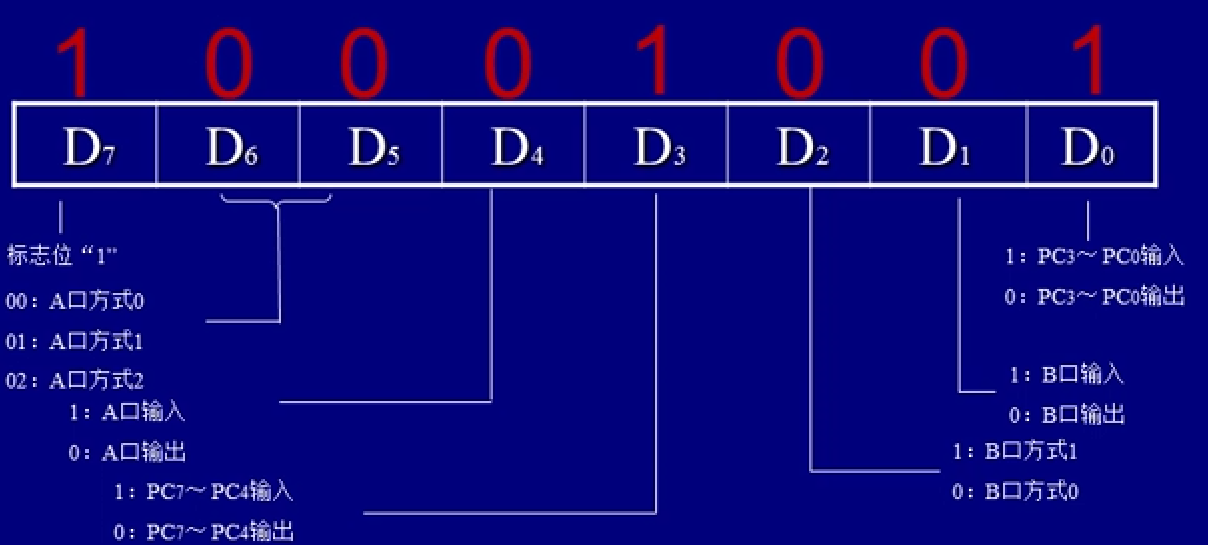 1 0 0 0 1 0 0 1
D7 D6 D5 D4 D3 D2 D1 D0
标志位“1”
00：A口方式0
01：A口方式1
02：A口方式2
1：A口输入
0：A口输出
1：PC7～PC4输入
0：PC7～PC4输出
1：PC3～PC0输入
0：PC3～PC0输出
1：B口输入
0：B口输出
1：B口方式1
0：B口方式0